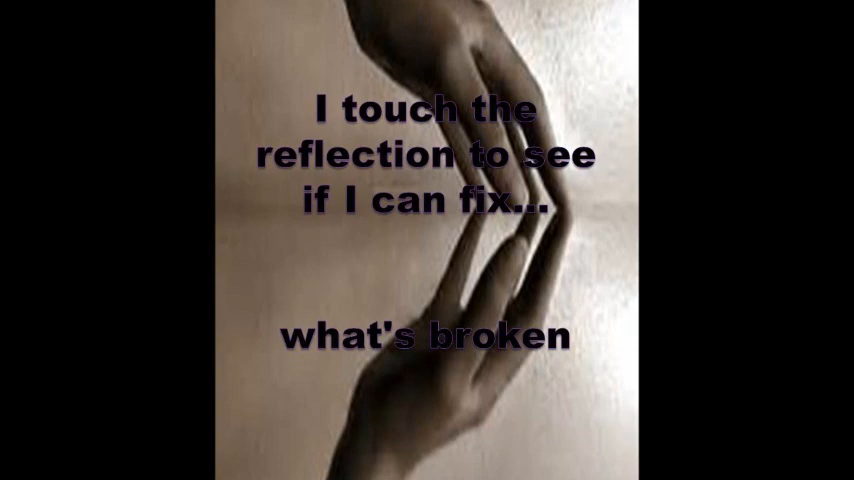 I touch the
reflection to see
if I can fix...
what's broken